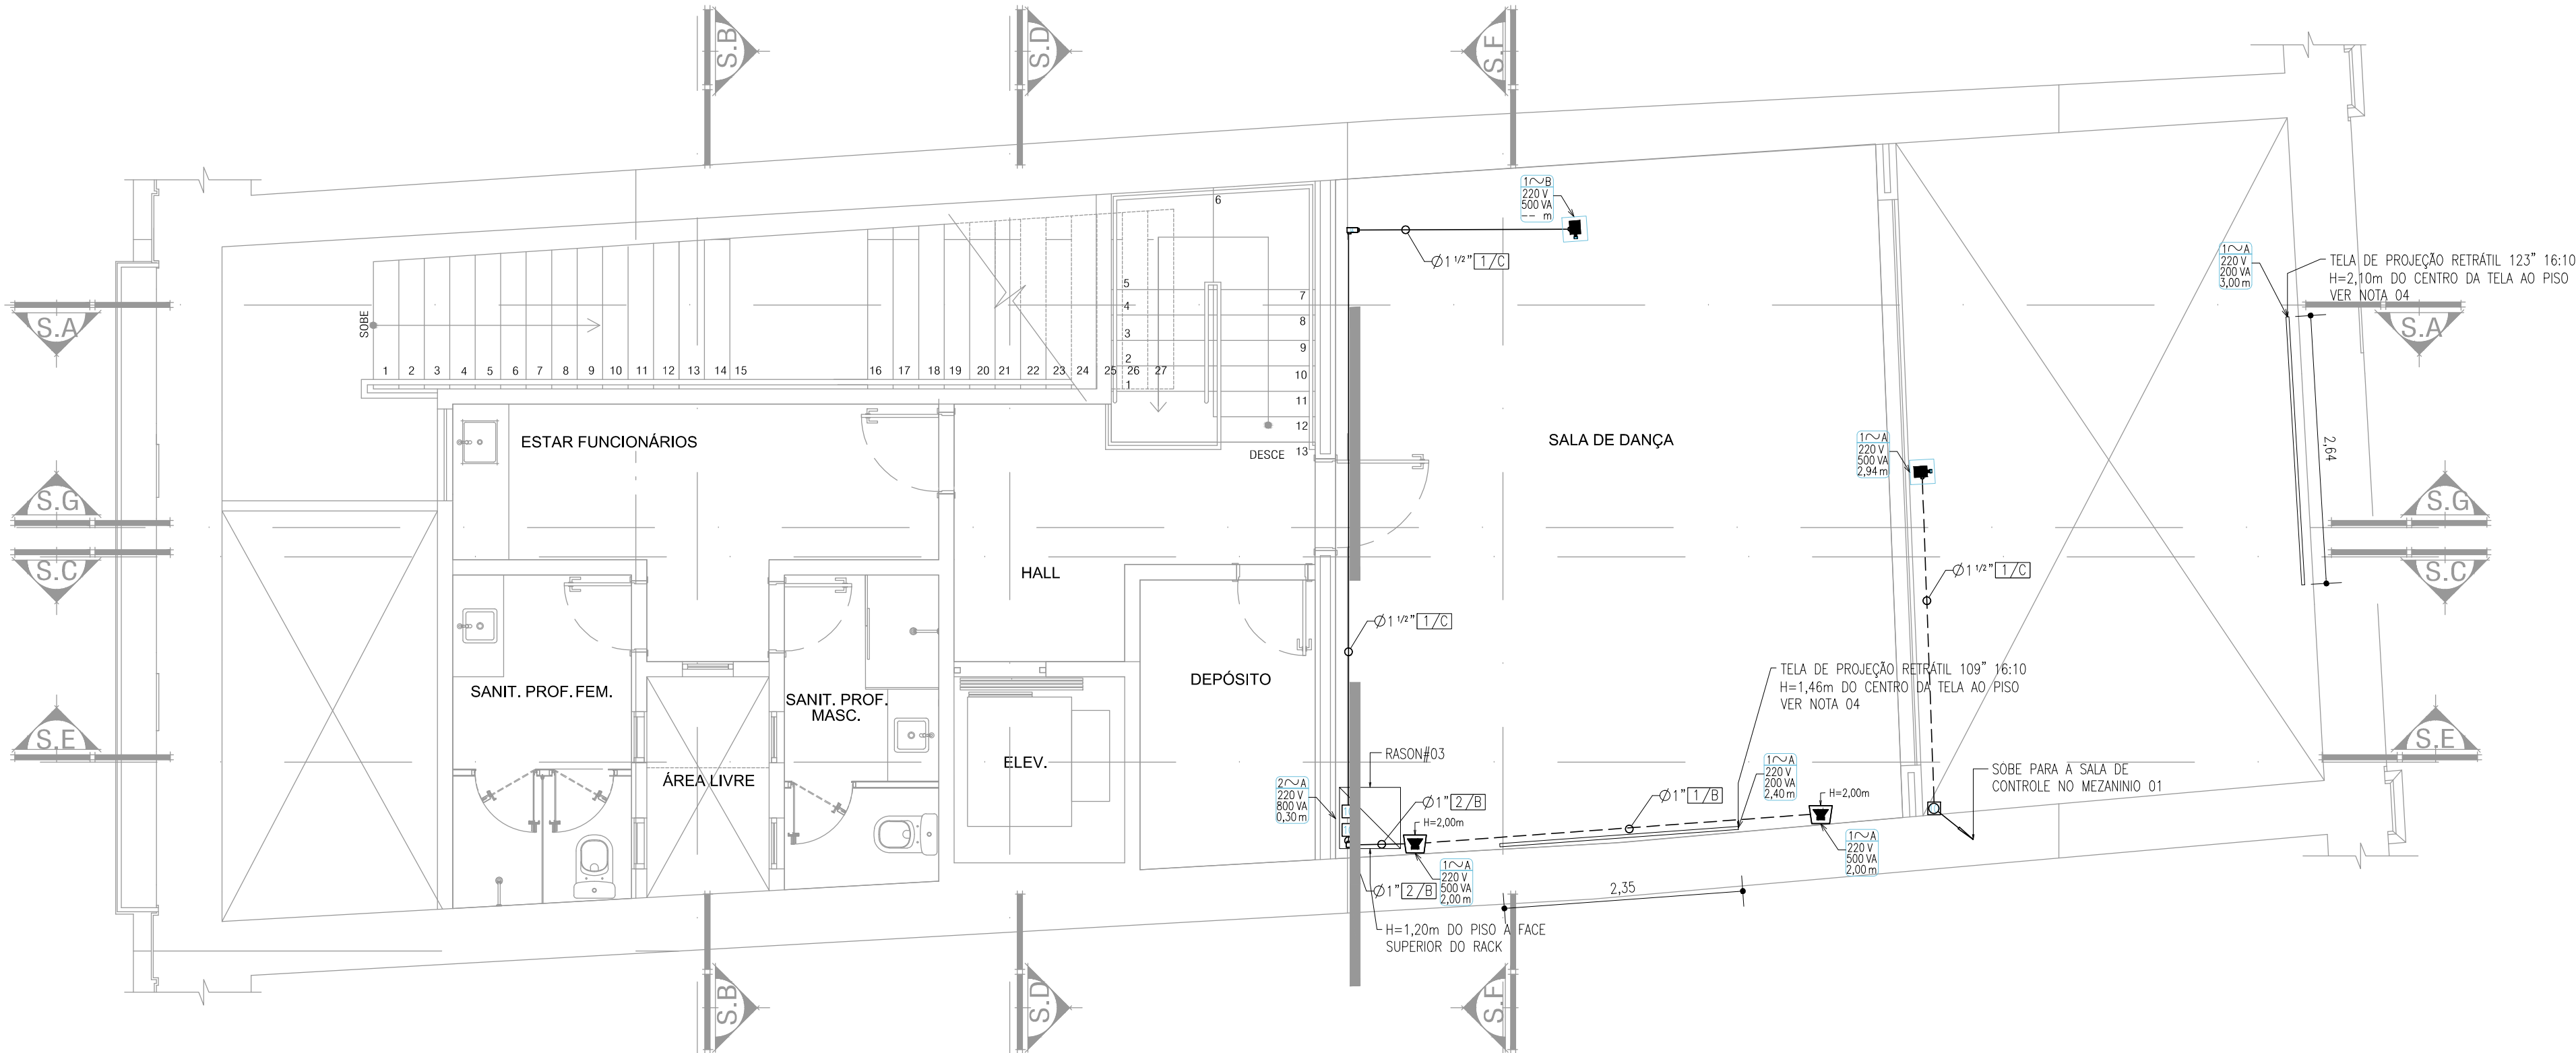 S.B
S.D
S.F
1~B
220 V
500 VA
-- m
Ø1 1/2" 1/C
1~A
220 V
200 VA
3,00 m
TELA DE PROJEÇÃO RETRÁTIL 123" 16:10
H=2,10m DO CENTRO DA TELA AO PISO
VER NOTA 04
S.A
S.A
SOBE
1 2 3 4 5 6 7 8 9 10 11 12 13 14 15 16 17 18 19 20 21 22 23 24 25 26 27
6
5
4
3
2
1
7
8
9
10
11
12
13
DESCE
ESTAR FUNCIONÁRIOS
SALA DE DANÇA
1~A
220 V
500 VA
2,94 m
2,64
S.G
S.G
S.C
S.C
HALL
Ø1 1/2" 1/C
Ø1 1/2" 1/C
SANIT. PROF. FEM.
SANIT. PROF.
MASC.
DEPÓSITO
TELA DE PROJEÇÃO RETRÁTIL 109" 16:10
H=1,46m DO CENTRO DA TELA AO PISO
VER NOTA 04
S.E
S.E
ÁREA LIVRE
ELEV.
RASON#03
2~A
220 V
800 VA
0,30 m
Ø1" 2/B
H=2,00m
Ø1" 1/B
1~A
220 V
200 VA
2,40 m
H=2,00m
SOBE PARA A SALA DE
CONTROLE NO MEZANINIO 01
1~A
220 V
500 VA
2,00 m
Ø1" 2/B
1~A
220 V
500 VA
2,00 m
2,35
H=1,20m DO PISO A FACE
SUPERIOR DO RACK
S.B
S.D
S.F